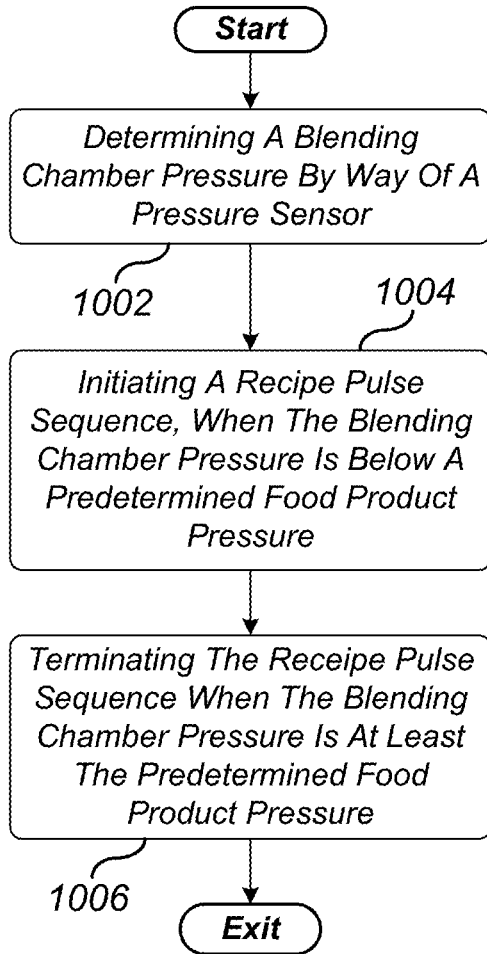 Start
Determining A Blending
Chamber Pressure By Way Of A
Pressure Sensor
1002
1004
Initiating A Recipe Pulse
Sequence, When The Blending
Chamber Pressure Is Below A
Predetermined Food Product
Pressure
Terminating The Receipe Pulse
Sequence When The Blending
Chamber Pressure Is At Least
The Predetermined Food
Product Pressure
1006
Exit